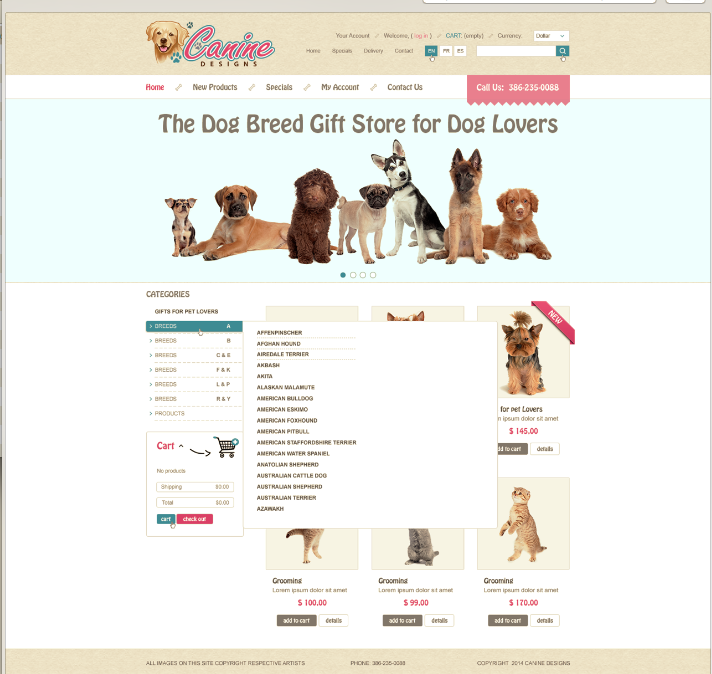 Canine
DESIGNS
Your Account
Welcome, ( log in )
CART: (empty)
Currency
Dollar
Home
Specials
Delivery
Contact
EN
FR
ES
Home
New Products
Specials
My Account
Contact Us
Call Us: 386-235-0088
The Dog Breed Gift Store for Dog Lovers
CATEGORIES
GIFTS FOR PET LOVERS
BREEDS A
BREEDS B
BREEDS C & E
BREEDS F & K
BREEDS L & P
BREEDS R & Y
PRODUCTS
AFFENPINSCHER
AFGHAN HOUND
AIREDALE TERRIER
AKBASH
AKITA
ALASKAN MALAMUTE
AMERICAN BULLDOG
AMERICAN ESKIMO
AMERICAN FOXHOUND
AMERICAN PITBULL
AMERICAN STAFFORDSHIRE TERRIER
AMERICAN WATER SPANIEL
ANATOLIAN SHEPHERD
AUSTRALIAN CATTLE DOG
AUSTRALIAN SHEPHERD
AUSTRALIAN TERRIER
AZAWAKH
NEW
for pet Lovers
m ipsum dolor sit amet
$ 145.00
dd to cart
details
Cart
No products
Shipping $0.00
Total $0.00
cart
check out
Grooming
Lorem ipsum dolor sit amet
$ 100.00
add to cart
details
Grooming
Lorem ipsum dolor sit amet
$ 99.00
add to cart
details
Grooming
Lorem ipsum dolor sit amet
$ 170.00
add to cart
details
ALL IMAGES ON THIS SITE COPYRIGHT RESPECTIVE ARTISTS
PHONE 386-235-0088
COPYRIGHT 2014 CANINE DESIGNS